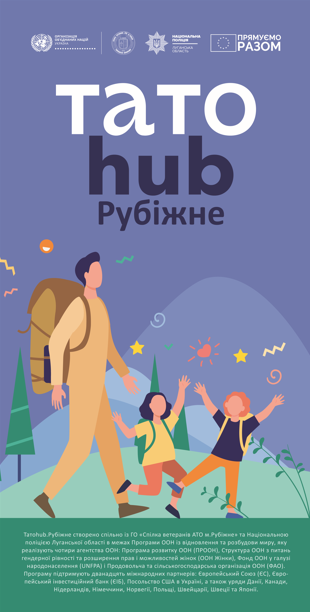 ОРГАНІЗАЦІЯ
ОБ'ЄДНАНИХ НАЦІЙ
УКРАЇНА
НАЦІОНАЛЬНА
ПОЛІЦІЯ
ЛУГАНСЬКА
ОБЛАСТЬ
ПРЯМУЄМО
РАЗОМ
тато
hub
Рубіжне
Татоhub.Рубіжне створено спільно із ГО «Спілка ветеранів АТО м.Рубіжне» та Національною
поліцією Луганської області в межах Програми ООН із відновлення та розбудови миру, яку
реалізують чотири агентства ООН: Програма розвитку ООН (ПРООН), Структура ООН з питань
гендерної рівності та розширення прав і можливостей жінок (ООН Жінки), Фонд ООН у галузі
народонаселення (UNFPA) і Продовольча та сільськогосподарська організація ООН (ФАО).
Програму підтримують дванадцять міжнародних партнерів: Європейський Союз (ЄС), Євро-
пейський інвестиційний банк (ЄІБ), Посольство США в Україні, а також уряди Данії, Канади,
Нідерландів, Німеччини, Норвегії, Польщі, Швейцарії, Швеції та Японії.